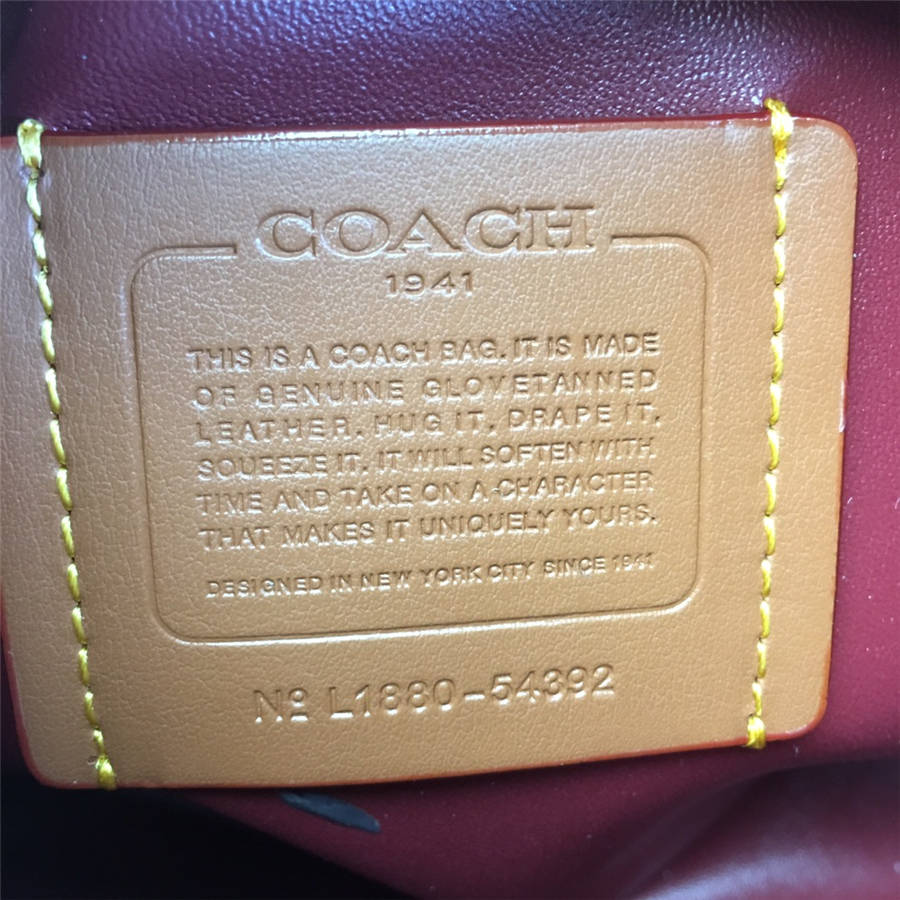 COACH
1941
THIS IS A COACH BAG. IT IS MADE
OF GENUINE GLOVETANNED
LEATHER. HUG IT. DRAPE IT.
SQUEEZE IT. IT WILL SOFTEN WITH
TIME AND TAKE ON A CHARACTER
THAT MAKES IT UNIQUELY YOURS.
DESIGNED IN NEW YORK CITY SINCE 1941
Nº L1880-54392